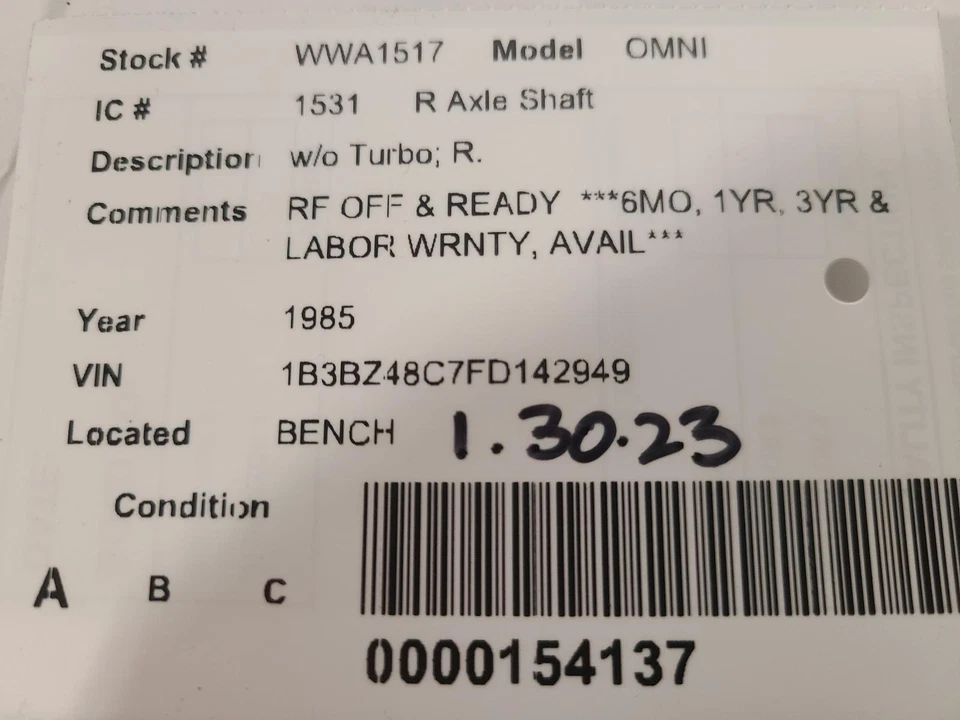 Stock # WWA1517 Model OMNI
IC # 1531 R Axle Shaft
Description w/o Turbo; R.
Comments RF OFF & READY ***6MO, 1YR, 3YR &
LABOR WRNTY, AVAIL***
Year 1985
VIN 1B3BZ48C7FD142949
Located BENCH 1.30.23
Condition
A B C
0000154137